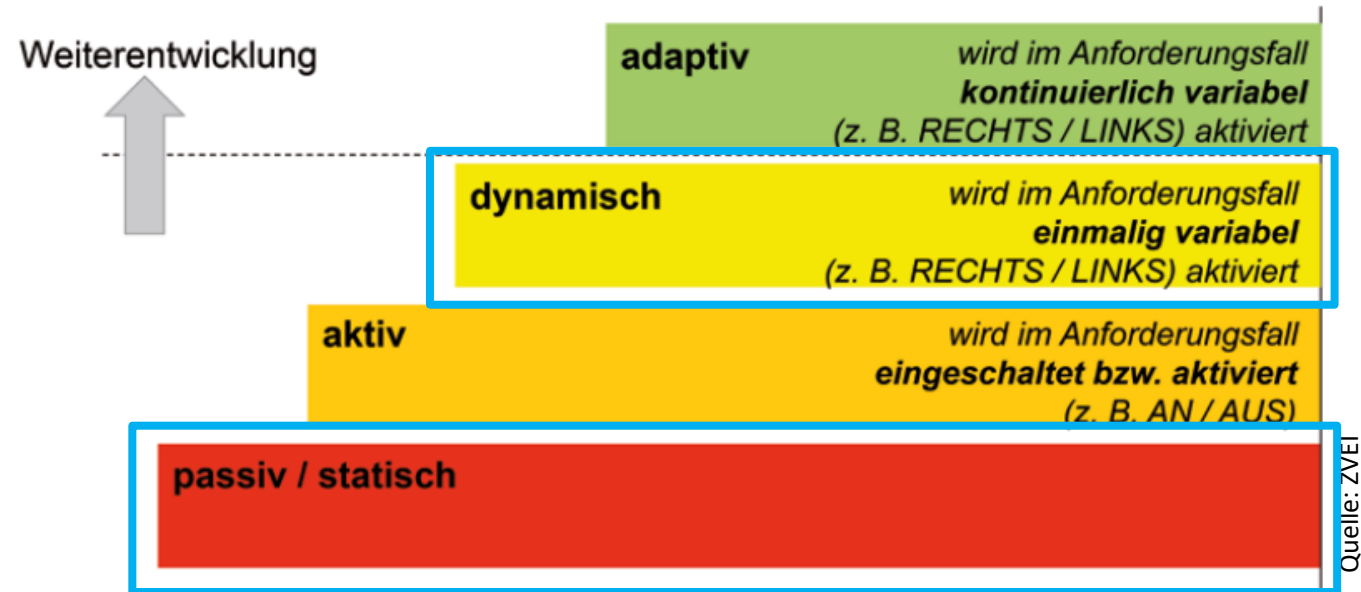 Weiterentwicklung
adaptiv
wird im Anforderungsfall
kontinuierlich variabel
(z. B. RECHTS / LINKS) aktiviert
dynamisch
wird im Anforderungsfall
einmalig variabel
(z. B. RECHTS / LINKS) aktiviert
aktiv
wird im Anforderungsfall
eingeschaltet bzw. aktiviert
(z. B. AN / AUS)
passiv / statisch
Quelle: ZVEI